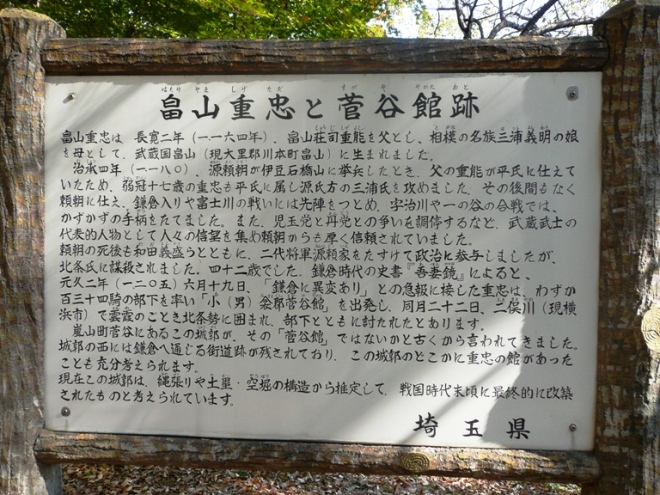 畠山重忠と菅谷館跡
畠山重忠は、長寛二年(一一六四年)、畠山荘司重能を父とし、相模の名族三浦義明の娘
を母として、武蔵国畠山(現大里郡川本町畠山)に生まれました。
治承四年(一一八〇)、源頼朝が伊豆石橋山に挙兵したとき、父の重能が平氏に仕えて
いたため、弱冠十七歳の重忠も平氏に属し源氏方の三浦氏を攻めました。その後間もなく
頼朝に仕え、鎌倉入りや富士川の戦いには先陣をつとめ、宇治川や一の谷の合戦では、
かずかずの手柄をたてました。また、児玉党と丹党との争いを調停するなど、武蔵武士の
代表的人物として人々の信望を集め頼朝からも厚く信頼されていました。
頼朝の死後も和田義盛らとともに、二代将軍源頼家をたすけて政治に参与しましたが、
北条氏に謀殺されました。四十二歳でした。鎌倉時代の史書『吾妻鏡』によると、
元久二年(一二〇五)六月十九日、「鎌倉に異変あり」との急報に接した重忠は、わずか
百三十四騎の部下を率い「小(男)衾郡菅谷館」を出発し、同月二十二日、二俣川(現横
浜市)で雲霞のごとき北条勢に囲まれ、部下とともに討たれたとあります。
嵐山町菅谷にあるこの城郭が、その「菅谷館」ではないかと古くから言われてきました。
城郭の西には鎌倉へ通じる街道跡が残されており、この城郭のどこかに重忠の館があった
ことも充分考えられます。
現在この城郭は、縄張りや土塁・空堀の構造から推定して、戦国時代末頃に最終的に改築
されたものと考えられています。
埼玉県